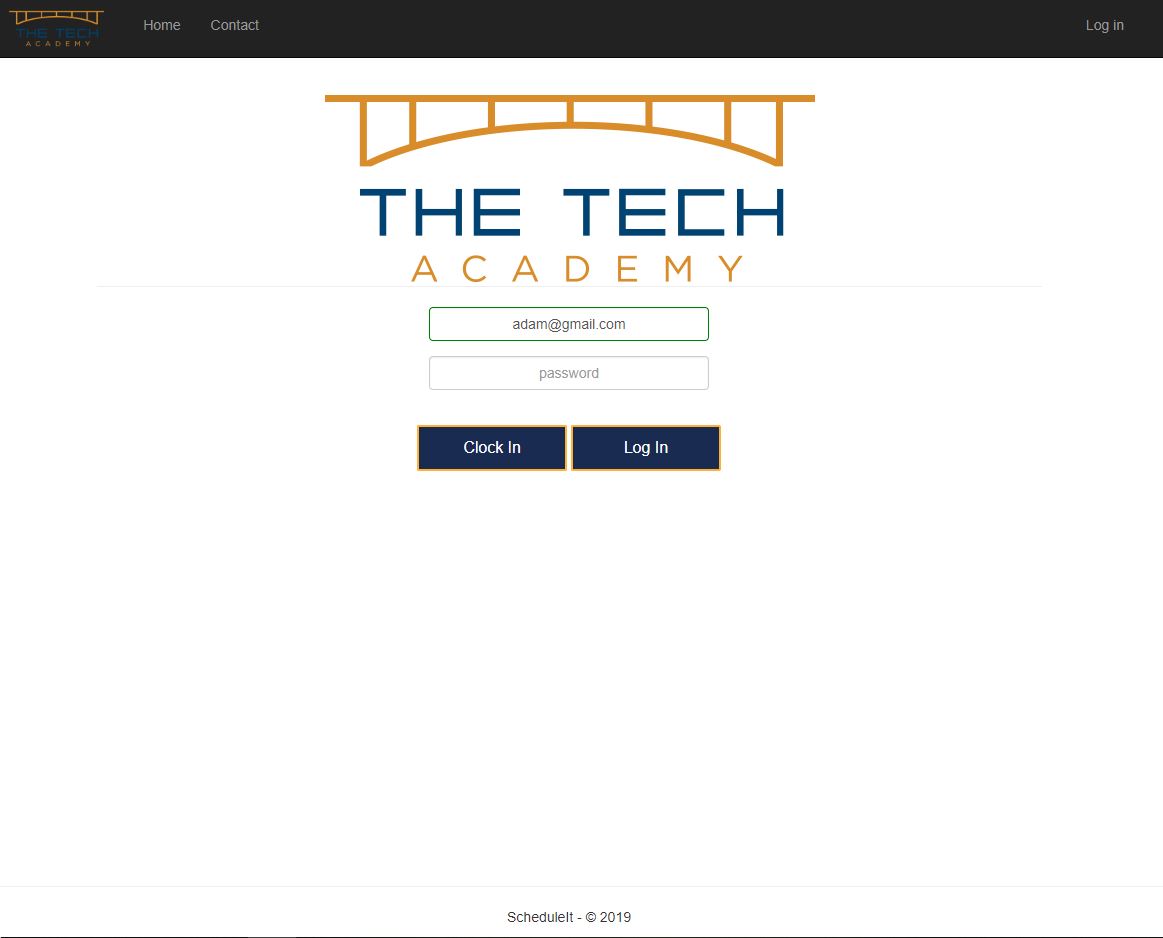 THE TECH
ACADEMY
Home Contact Log in
THE TECH
ACADEMY
adam@gmail.com
password
Clock In Log In
ScheduleIt - © 2019